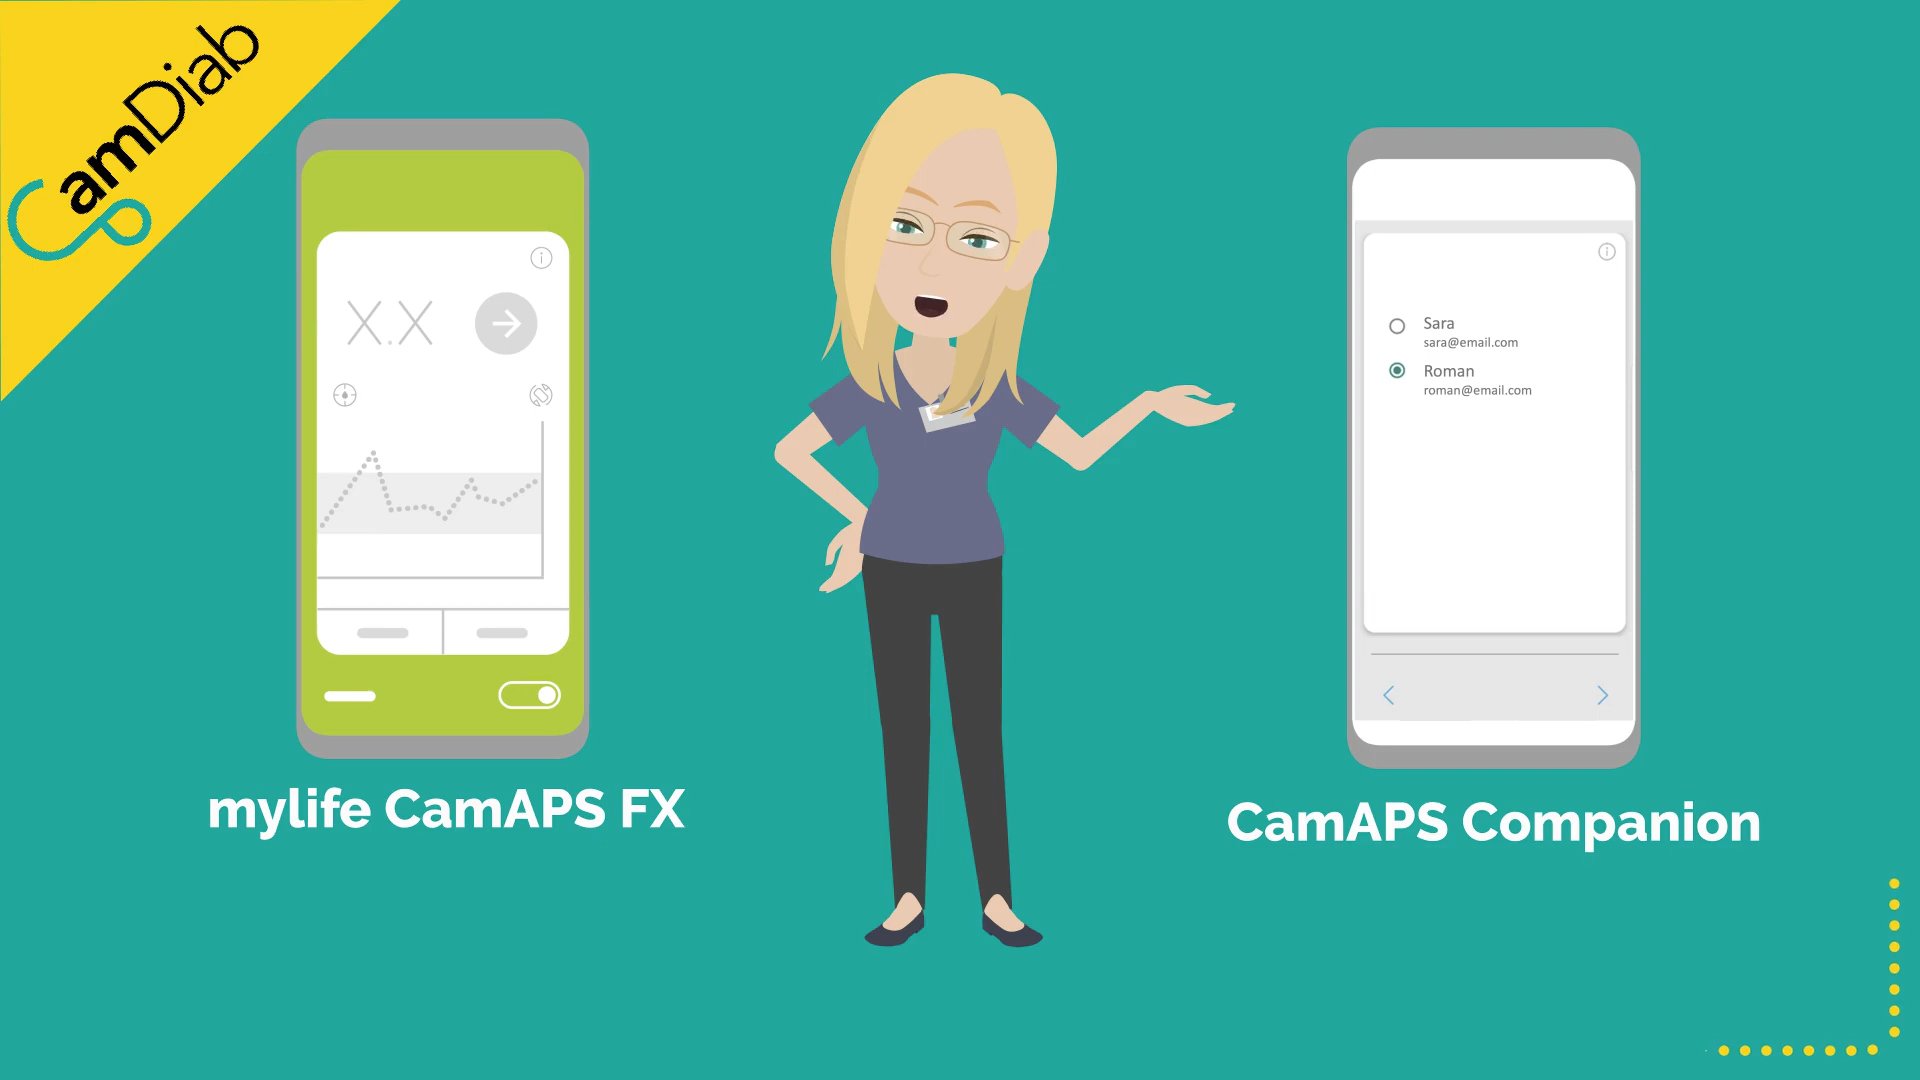 CamDiab
X.X
mylife CamAPS FX
Sara
sara@email.com
Roman
roman@email.com
CamAPS Companion